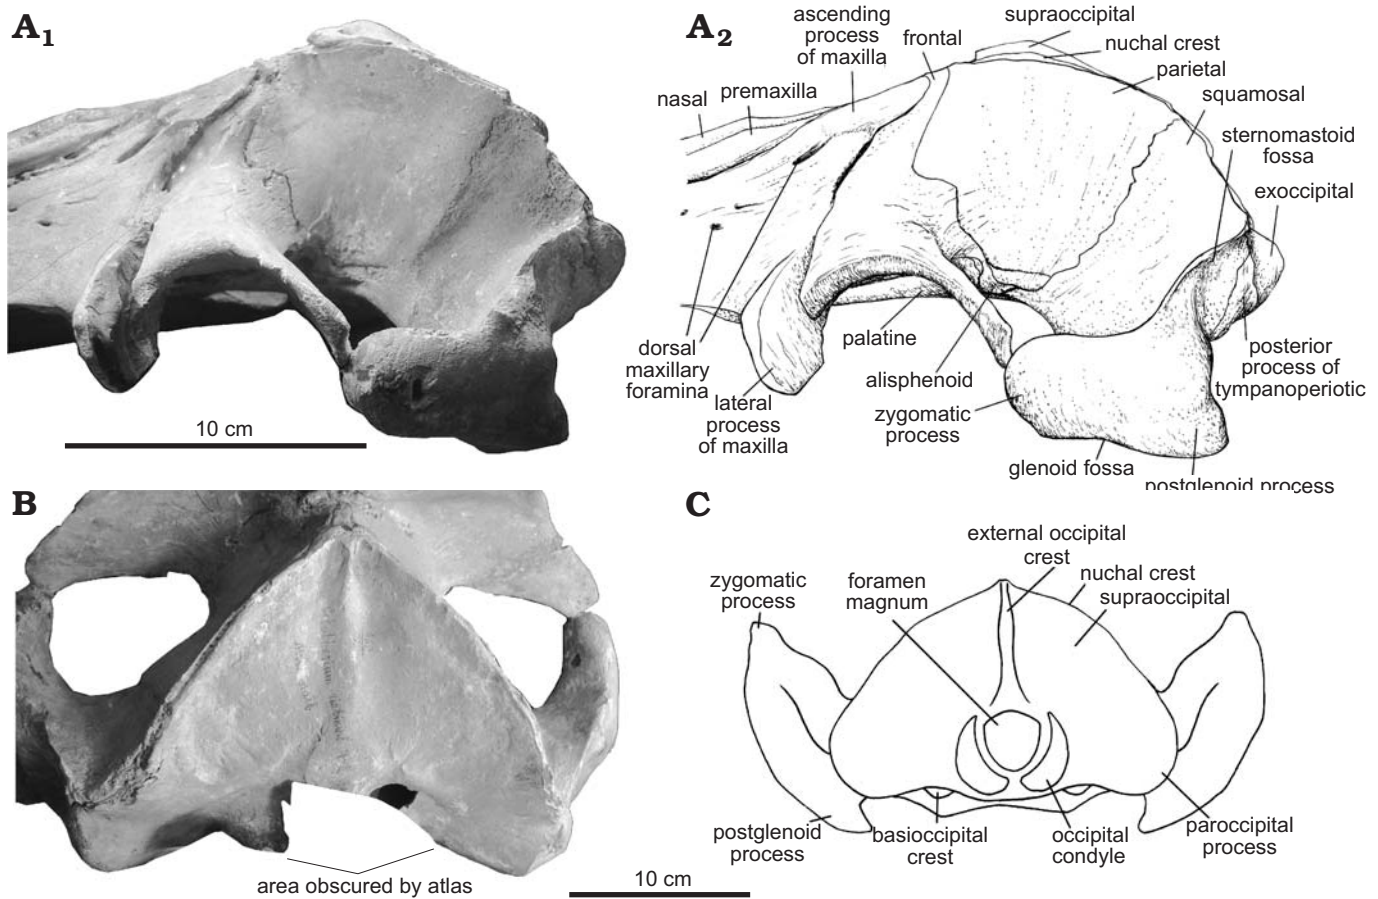 A1
10 cm
A2
ascending
process
of maxilla
frontal
supraoccipital
nuchal crest
parietal
squamosal
nasal
premaxilla
sternomastoid
fossa
exoccipital
dorsal
maxillary
foramina
palatine
alisphenoid
lateral
process
of maxilla
zygomatic
process
posterior
process of
tympanoperiotic
glenoid fossa
postglenoid process
B
area obscured by atlas
10 cm
C
external occipital
crest
zygomatic
process
foramen
magnum
nuchal crest
supraoccipital
postglenoid
process
basioccipital
crest
occipital
condyle
paroccipital
process